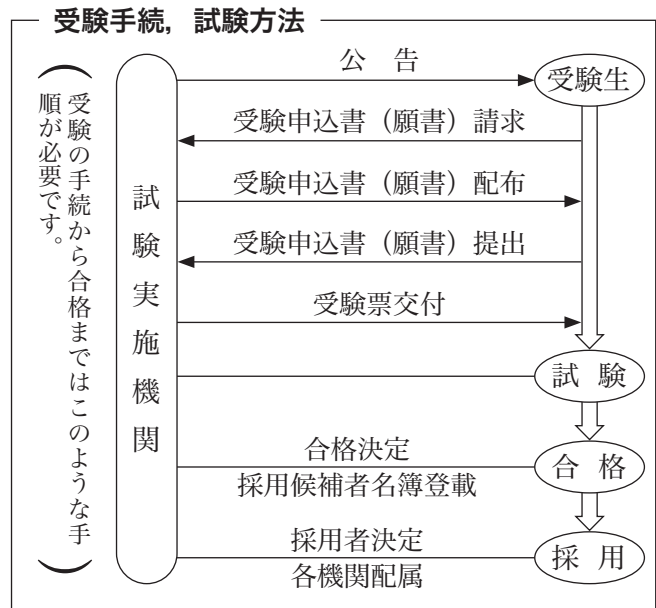 受験手続，試験方法
（受験の手続から合格まではこのような手
順が必要です。）
試験実施機関
公 告
受験生
受験申込書（願書）請求
受験申込書（願書）配布
受験申込書（願書）提出
受験票交付
試 験
合格決定
採用候補者名簿登載
合 格
採用者決定
各機関配属
採 用